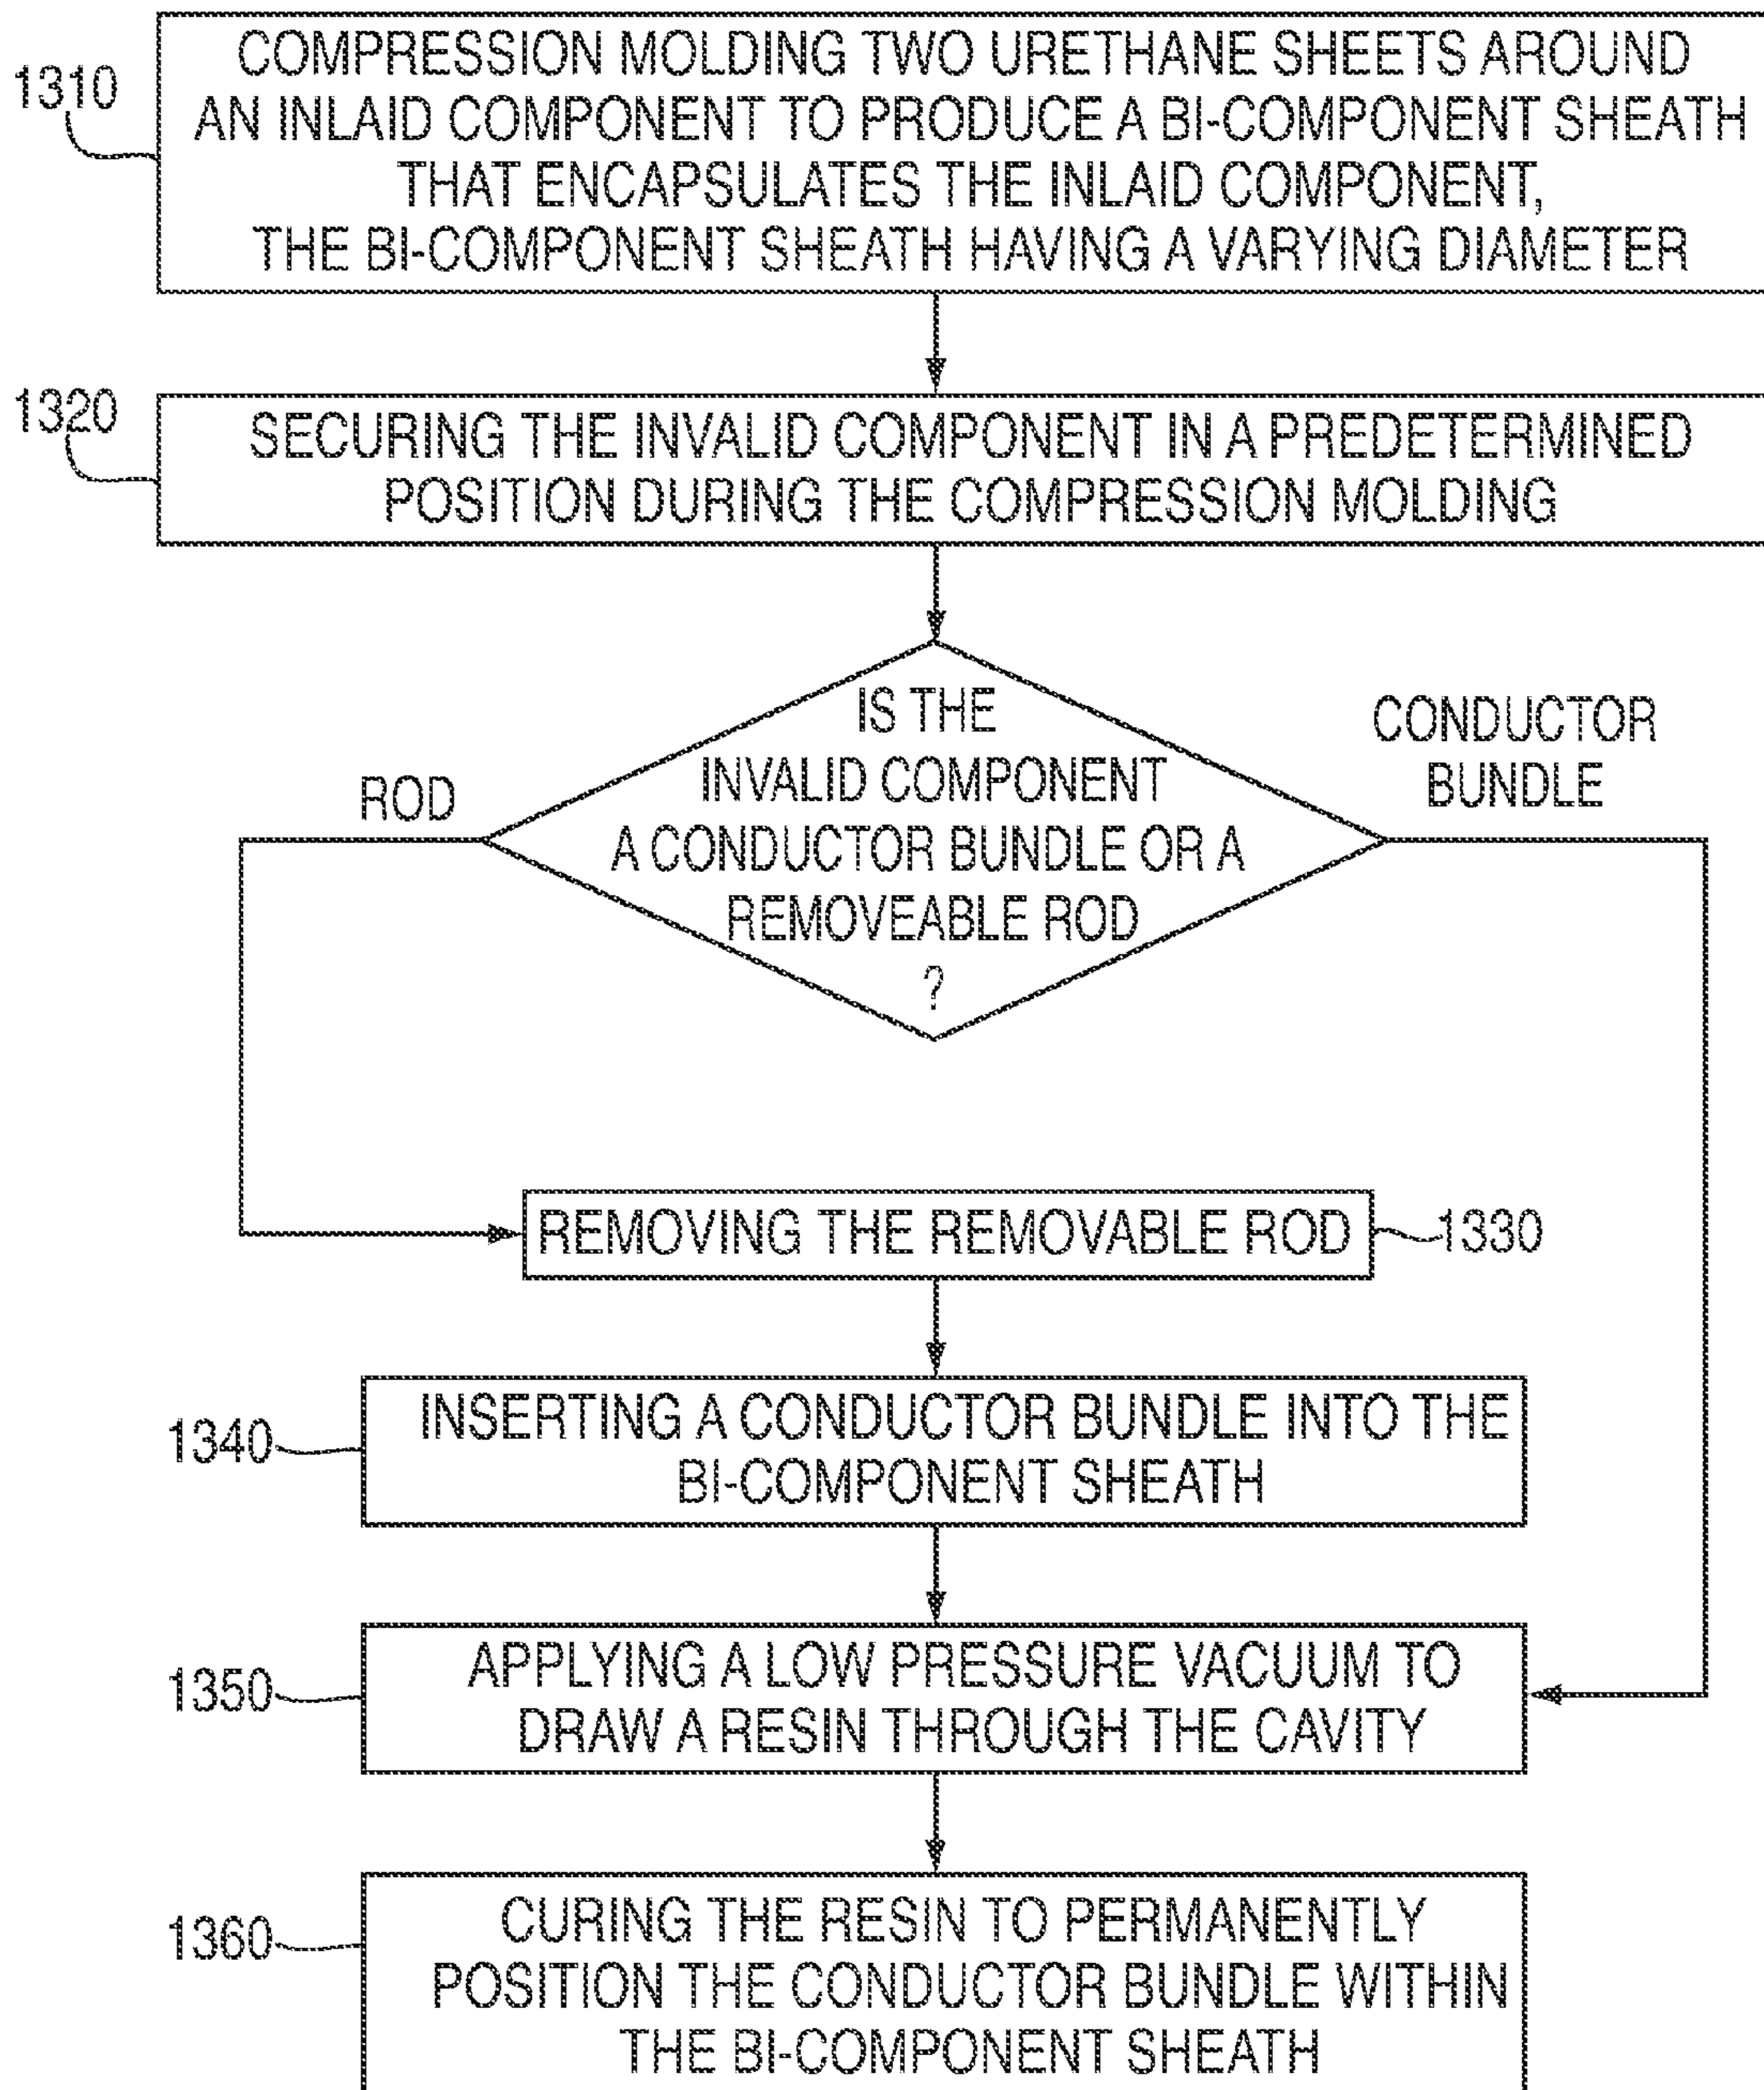 1310
COMPRESSION MOLDING TWO URETHANE SHEETS AROUND
AN INLAID COMPONENT TO PRODUCE A BI-COMPONENT SHEATH
THAT ENCAPSULATES THE INLAID COMPONENT,
THE BI-COMPONENT SHEATH HAVING A VARYING DIAMETER
1320
SECURING THE INVALID COMPONENT IN A PREDETERMINED
POSITION DURING THE COMPRESSION MOLDING
IS THE
INVALID COMPONENT
A CONDUCTOR BUNDLE OR A
REMOVEABLE ROD
?
ROD
CONDUCTOR
BUNDLE
REMOVING THE REMOVABLE ROD
1330
1340
INSERTING A CONDUCTOR BUNDLE INTO THE
BI-COMPONENT SHEATH
1350
APPLYING A LOW PRESSURE VACUUM TO
DRAW A RESIN THROUGH THE CAVITY
1360
CURING THE RESIN TO PERMANENTLY
POSITION THE CONDUCTOR BUNDLE WITHIN
THE BI-COMPONENT SHEATH